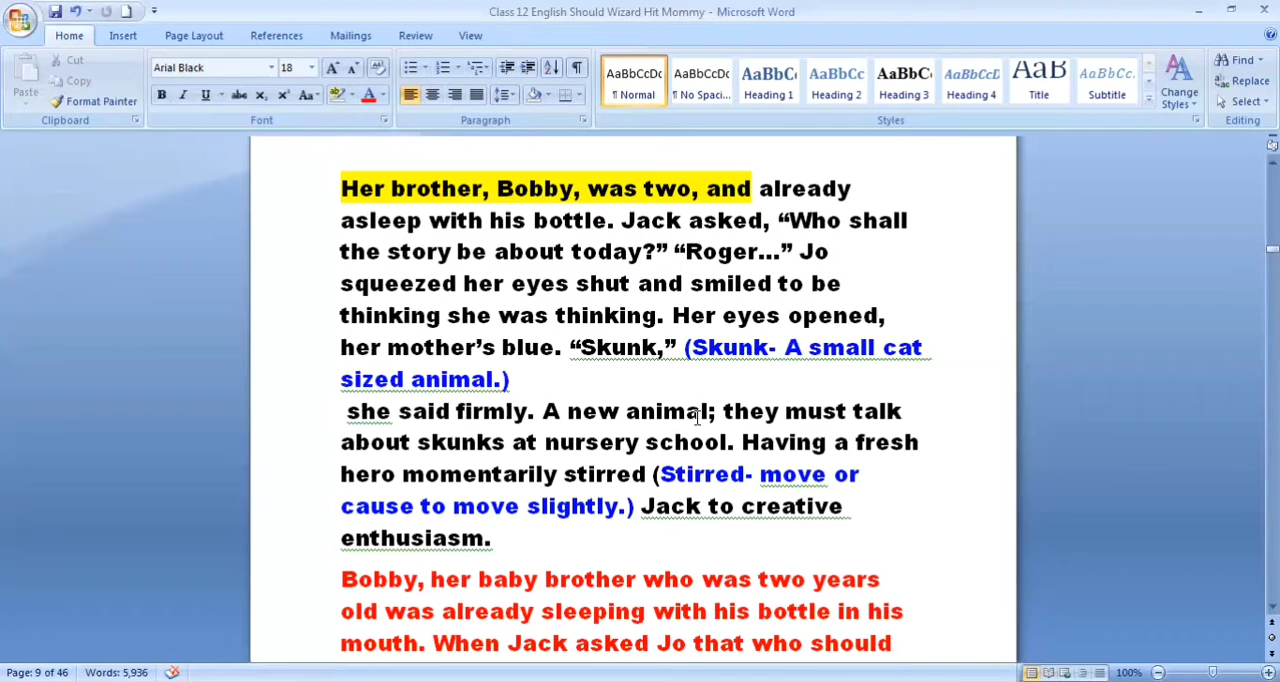 Class 12 English Should Wizard Hit Mommy - Microsoft Word
Home Insert Page Layout References Mailings Review View
Cut
Copy
Format Painter
Paste
Clipboard
Arial Black 18
Font
Paragraph
AaBbCcDc AaBbCcDc AaBbC AaBbCc AaBbCc AaBbCcD AaB AaBbCc.
¶ Normal ¶ No Spaci... Heading 1 Heading 2 Heading 3 Heading 4 Title Subtitle
Change
Styles
Styles
Find
Replace
Select
Editing
Her brother, Bobby, was two, and already
asleep with his bottle. Jack asked, “Who shall
the story be about today?” “Roger...” Jo
squeezed her eyes shut and smiled to be
thinking she was thinking. Her eyes opened,
her mother’s blue. “Skunk,” (Skunk- A small cat
sized animal.)
she said firmly. A new animal; they must talk
about skunks at nursery school. Having a fresh
hero momentarily stirred (Stirred- move or
cause to move slightly.) Jack to creative
enthusiasm.
Bobby, her baby brother who was two years
old was already sleeping with his bottle in his
mouth. When Jack asked Jo that who should
Page: 9 of 46 Words: 5,936 100%